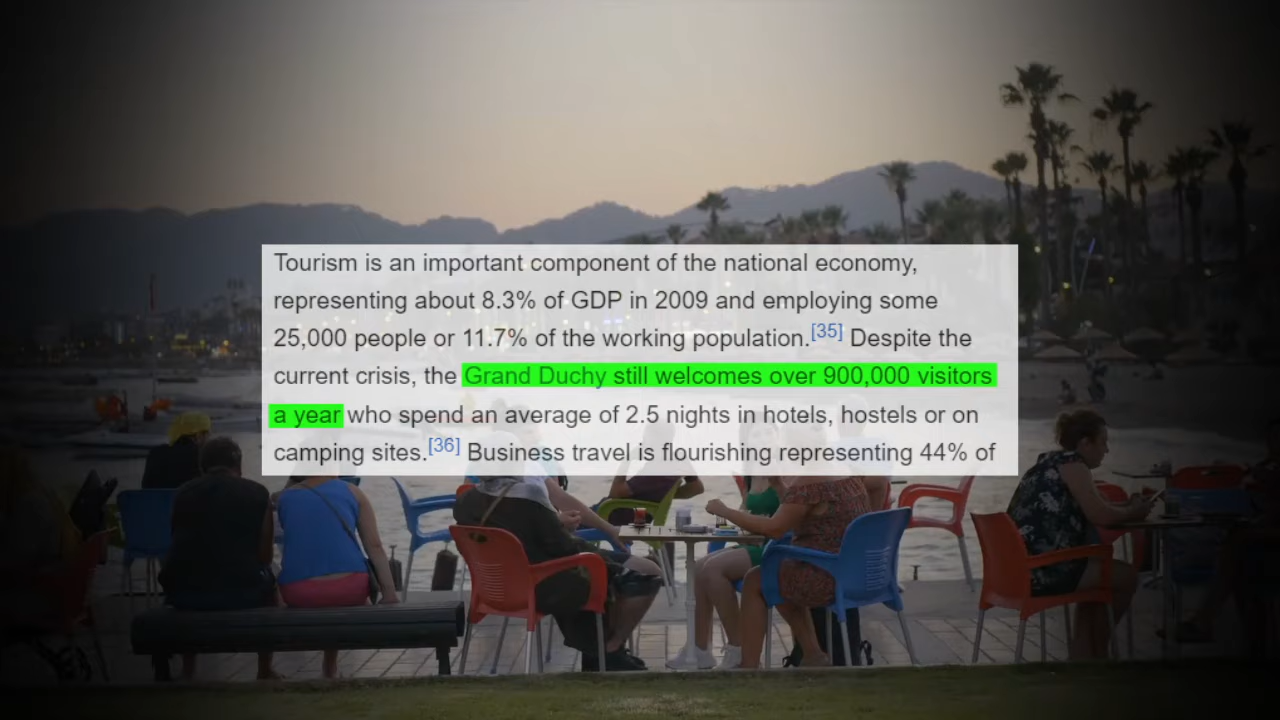 Tourism is an important component of the national economy,
representing about 8.3% of GDP in 2009 and employing some
25,000 people or 11.7% of the working population.[35] Despite the
current crisis, the Grand Duchy still welcomes over 900,000 visitors
a year who spend an average of 2.5 nights in hotels, hostels or on
camping sites.[36] Business travel is flourishing representing 44% of